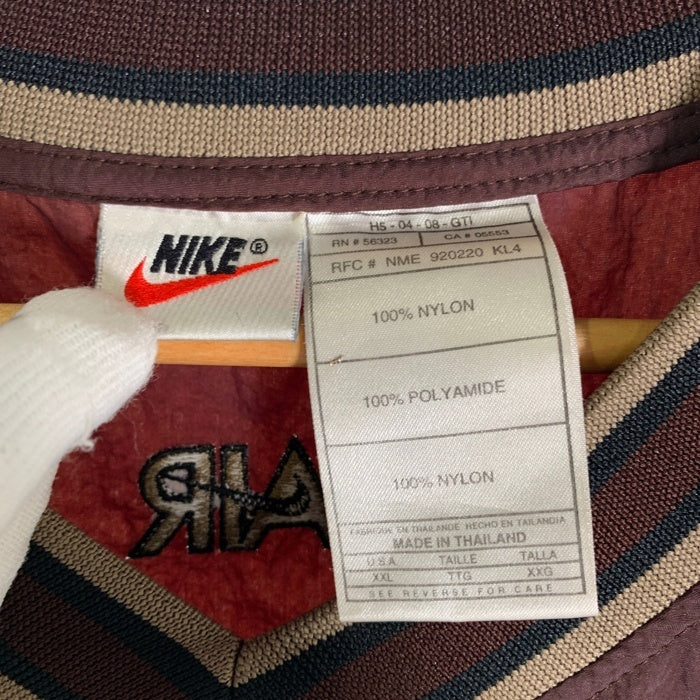 NIKE®
H5 - 04 - 08 - GTI
RN # 56323 CA # 05553
RFC # NME 920220 KL4
100% NYLON
100% POLYAMIDE
100% NYLON
FABRIQUE EN THAILANDE HECHO EN TAILANDIA
MADE IN THAILAND
U.S.A. TAILLE TALLA
XXL TTG XXG
SEE REVERSE FOR CARE
AIR